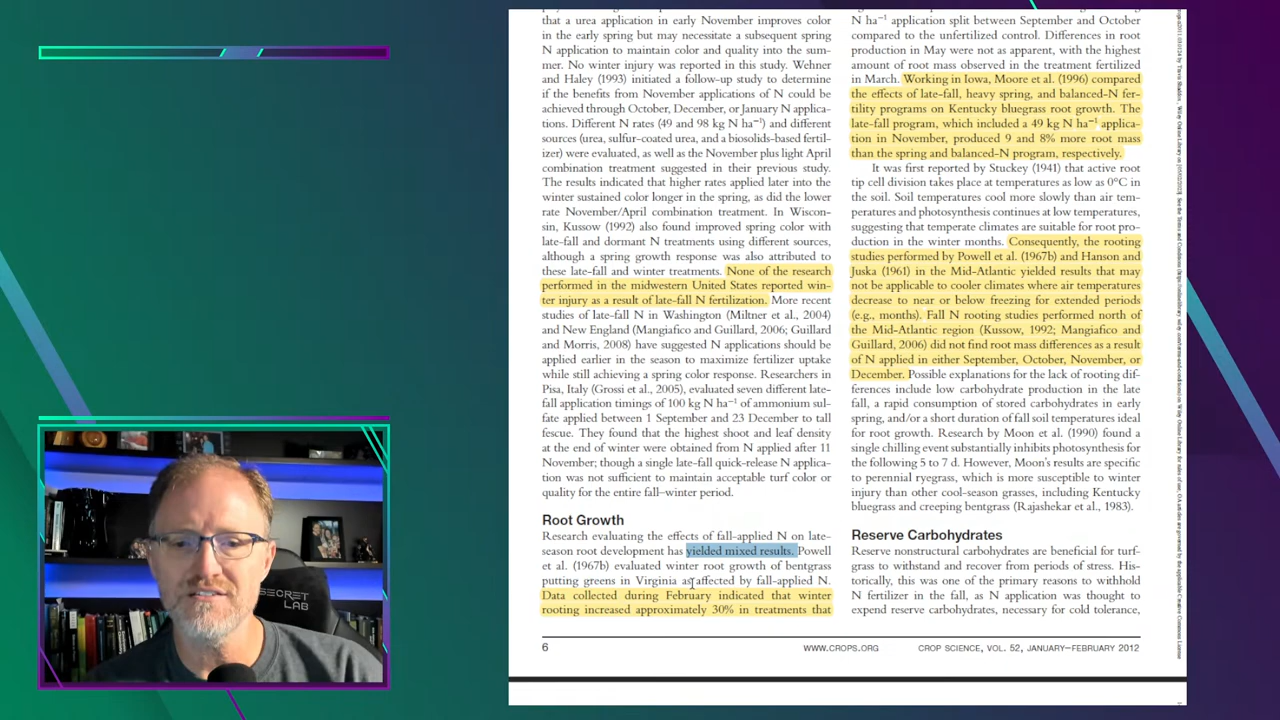 that a urea application in early November improves color
in the early spring but may necessitate a subsequent spring
N application to maintain color and quality into the sum-
mer. No winter injury was reported in this study. Wehner
and Haley (1993) initiated a follow-up study to determine
if the benefits from November applications of N could be
achieved through October, December, or January N applica-
tions. Different N rates (49 and 98 kg N ha⁻¹) and different
sources (urea, sulfur-coated urea, and a biosolids-based fertil-
izer) were evaluated, as well as the November plus light April
combination treatment suggested in their previous study.
The results indicated that higher rates applied later into the
winter sustained color longer in the spring, as did the lower
rate November/April combination treatment. In Wiscon-
sin, Kussow (1992) also found improved spring color with
late-fall and dormant N treatments using different sources,
although a spring growth response was also attributed to
these late-fall and winter treatments. None of the research
performed in the midwestern United States reported win-
ter injury as a result of late-fall N fertilization. More recent
studies of late-fall N in Washington (Miltner et al., 2004)
and New England (Mangiafico and Guillard, 2006; Guillard
and Morris, 2008) have suggested N applications should be
applied earlier in the season to maximize fertilizer uptake
while still achieving a spring color response. Researchers in
Pisa, Italy (Grossi et al., 2005), evaluated seven different late-
fall application timings of 100 kg N ha⁻¹ of ammonium sul-
fate applied between 1 September and 23 December to tall
fescue. They found that the highest shoot and leaf density
at the end of winter were obtained from N applied after 11
November; though a single late-fall quick-release N applica-
tion was not sufficient to maintain acceptable turf color or
quality for the entire fall–winter period.
Root Growth
Research evaluating the effects of fall-applied N on late-
season root development has yielded mixed results. Powell
et al. (1967b) evaluated winter root growth of bentgrass
putting greens in Virginia as affected by fall-applied N.
Data collected during February indicated that winter
rooting increased approximately 30% in treatments that
N ha⁻¹ application split between September and October
compared to the unfertilized control. Differences in root
production in May were not as apparent, with the highest
amount of root mass observed in the treatment fertilized
in March. Working in Iowa, Moore et al. (1996) compared
the effects of late-fall, heavy spring, and balanced-N fer-
tility programs on Kentucky bluegrass root growth. The
late-fall program, which included a 49 kg N ha⁻¹ applica-
tion in November, produced 9 and 8% more root mass
than the spring and balanced-N program, respectively.
It was first reported by Stuckey (1941) that active root
tip cell division takes place at temperatures as low as 0°C in
the soil. Soil temperatures cool more slowly than air tem-
peratures and photosynthesis continues at low temperatures,
suggesting that temperate climates are suitable for root pro-
duction in the winter months. Consequently, the rooting
studies performed by Powell et al. (1967b) and Hanson and
Juska (1961) in the Mid-Atlantic yielded results that may
not be applicable to cooler climates where air temperatures
decrease to near or below freezing for extended periods
(e.g., months). Fall N rooting studies performed north of
the Mid-Atlantic region (Kussow, 1992; Mangiafico and
Guillard, 2006) did not find root mass differences as a result
of N applied in either September, October, November, or
December. Possible explanations for the lack of rooting dif-
ferences include low carbohydrate production in the late
fall, a rapid consumption of stored carbohydrates in early
spring, and/or a short duration of fall soil temperatures ideal
for root growth. Research by Moon et al. (1990) found a
single chilling event substantially inhibits photosynthesis for
the following 5 to 7 d. However, Moon's results are specific
to perennial ryegrass, which is more susceptible to winter
injury than other cool-season grasses, including Kentucky
bluegrass and creeping bentgrass (Rajashekar et al., 1983).
Reserve Carbohydrates
Reserve nonstructural carbohydrates are beneficial for turf-
grass to withstand and recover from periods of stress. His-
torically, this was one of the primary reasons to withhold
N fertilizer in the fall, as N application was thought to
expend reserve carbohydrates, necessary for cold tolerance,
6
WWW.CROPS.ORG
CROP SCIENCE, VOL. 52, JANUARY–FEBRUARY 2012
SECRET
LAB